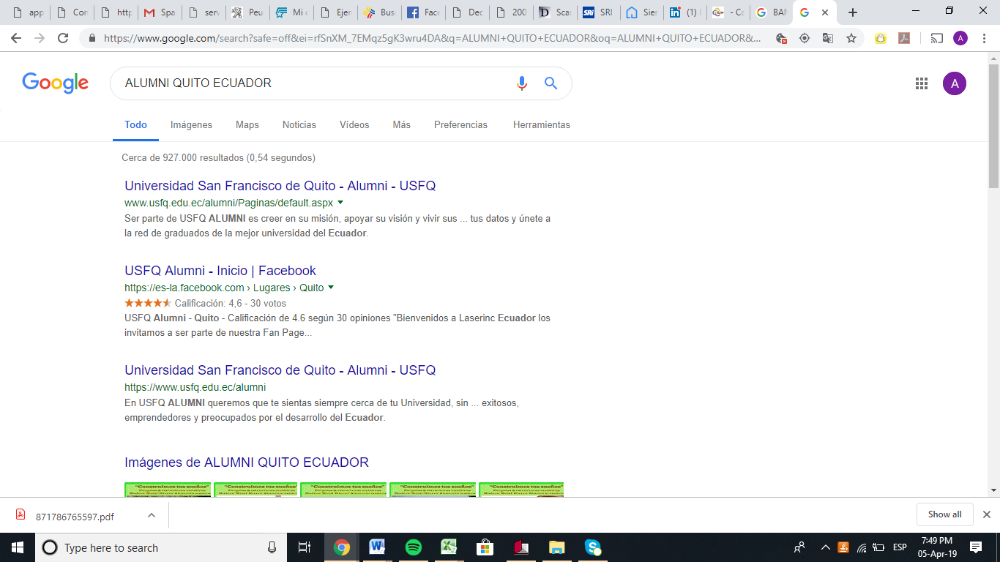 app
Con
http
Spa
serv
Peu
Mi c
Ejer
Bus
Face
Dec
200
D
Sca
SRi
SRI
Sier
(1)
- Co
BAN
https://www.google.com/search?safe=off&ei=rfSnXM_7EMqz5gK3wru4DA&q=ALUMNI+QUITO+ECUADOR&oq=ALUMNI+QUITO+ECUADOR&...
A
Google
ALUMNI QUITO ECUADOR
A
Todo Imágenes Maps Noticias Vídeos Más Preferencias Herramientas
Cerca de 927.000 resultados (0,54 segundos)
Universidad San Francisco de Quito - Alumni - USFQ
www.usfq.edu.ec/alumni/Paginas/default.aspx
Ser parte de USFQ ALUMNI es creer en su misión, apoyar su visión y vivir sus ... tus datos y únete a
la red de graduados de la mejor universidad del Ecuador.
USFQ Alumni - Inicio | Facebook
https://es-la.facebook.com › Lugares › Quito
Calificación: 4,6 - 30 votos
USFQ Alumni - Quito - Calificación de 4.6 según 30 opiniones "Bienvenidos a Laserinc Ecuador los
invitamos a ser parte de nuestra Fan Page...
Universidad San Francisco de Quito - Alumni - USFQ
https://www.usfq.edu.ec/alumni
En USFQ ALUMNI queremos que te sientas siempre cerca de tu Universidad, sin ... exitosos,
emprendedores y preocupados por el desarrollo del Ecuador.
Imágenes de ALUMNI QUITO ECUADOR
"Construimos tus sueños"
"Construimos tus sueños"
"Construimos tus sueños"
"Construimos tus sueños"
"Construimos tus sueños"
871786765597.pdf
Show all
Type here to search
ESP
7:49 PM
05-Apr-19